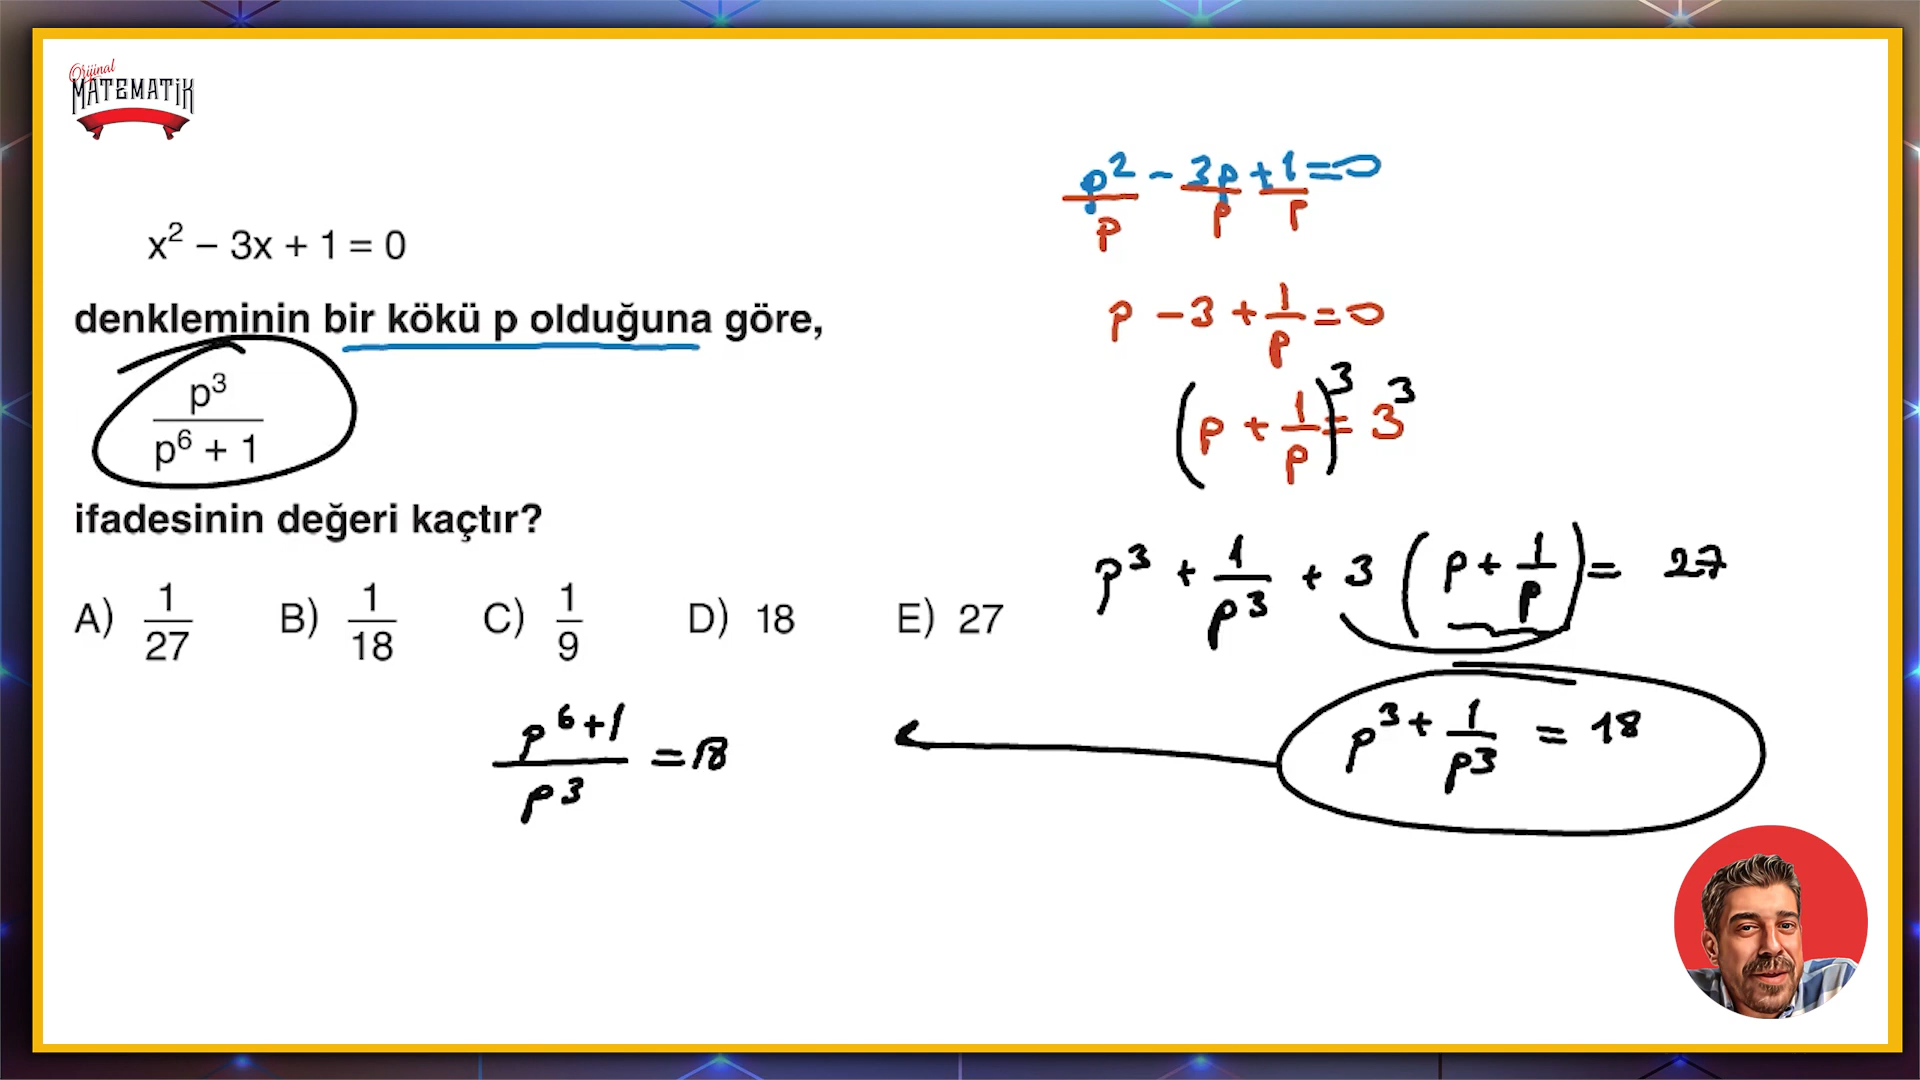 Orijinal
MATEMATİK
x² – 3x + 1 = 0
denkleminin bir kökü p olduğuna göre,
p³
p⁶ + 1
ifadesinin değeri kaçtır?
A) 1/27 B) 1/18 C) 1/9 D) 18 E) 27
p⁶+1/p³ = 18
p²/p - 3p/p + 1/p = 0
p - 3 + 1/p = 0
(p + 1/p)³ = 3³
p³ + 1/p³ + 3 (p + 1/p) = 27
p³ + 1/p³ = 18